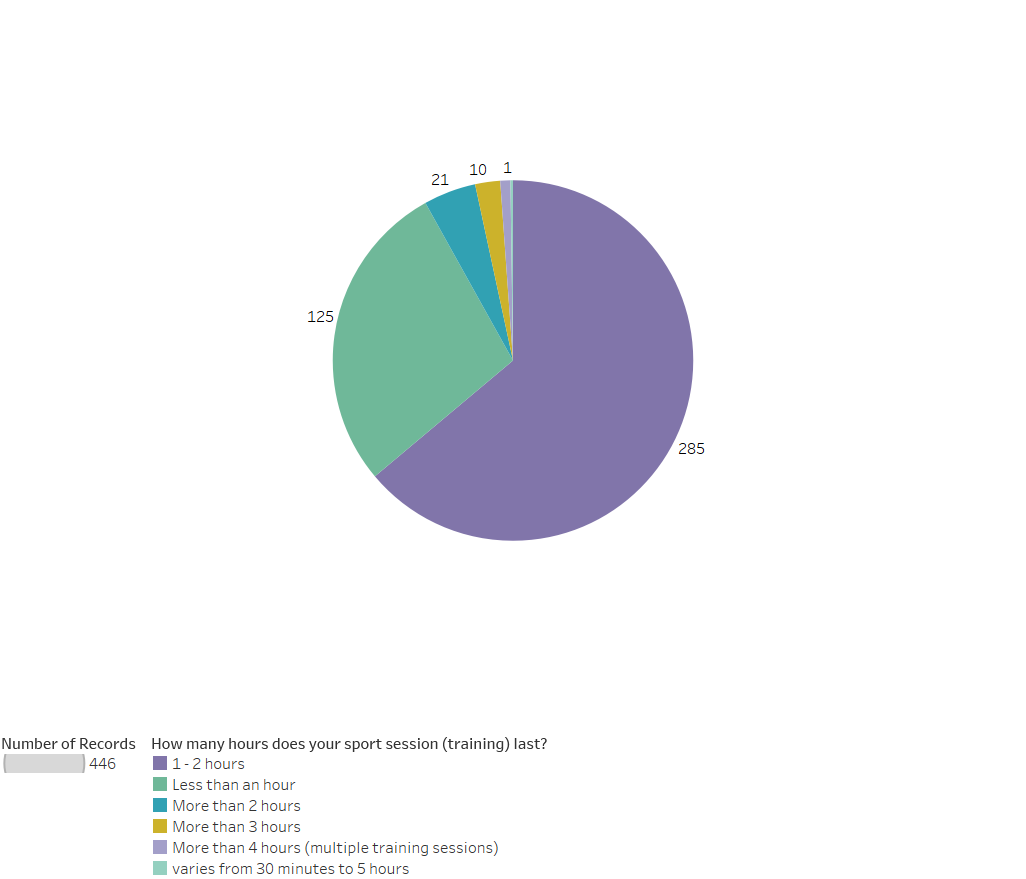 1
10
21
125
285
Number of Records
446
How many hours does your sport session (training) last?
1 - 2 hours
Less than an hour
More than 2 hours
More than 3 hours
More than 4 hours (multiple training sessions)
varies from 30 minutes to 5 hours